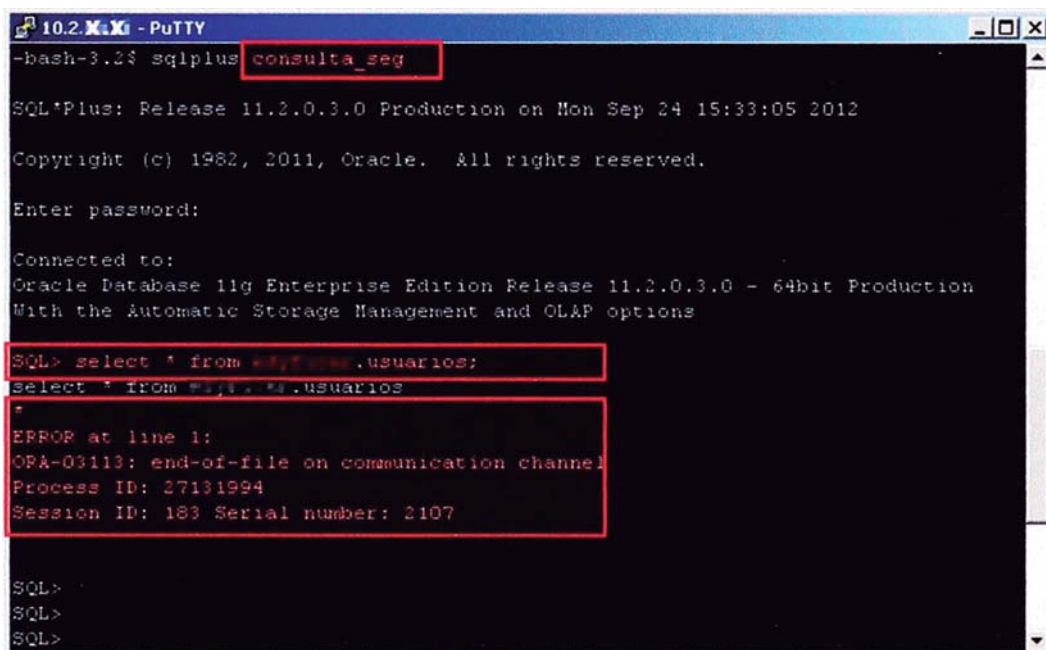 10.2. - PuTTY
-bash-3.2$ sqlplus consulta_seg
SQL*Plus: Release 11.2.0.3.0 Production on Mon Sep 24 15:33:05 2012
Copyright (c) 1982, 2011, Oracle.  All rights reserved.
Enter password:
Connected to:
Oracle Database 11g Enterprise Edition Release 11.2.0.3.0 - 64bit Production
With the Automatic Storage Management and OLAP options
SQL> select * from .usuarios;
select * from .usuarios
*
ERROR at line 1:
ORA-03113: end-of-file on communication channel
Process ID: 27131994
Session ID: 183 Serial number: 2107
SQL>
SQL>
SQL>